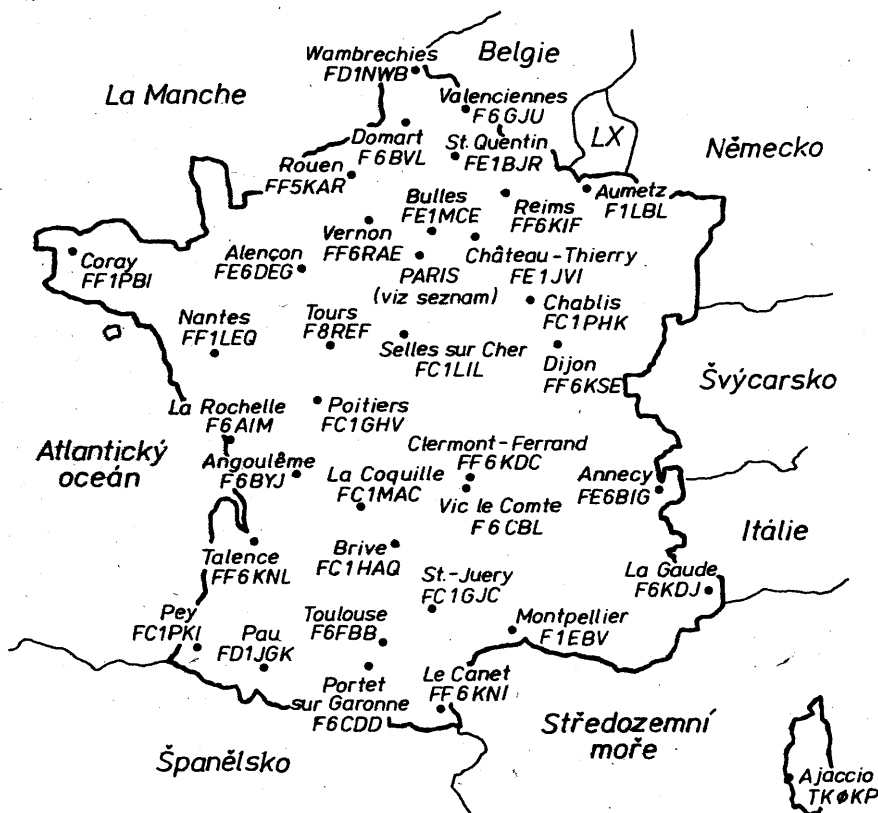 Wambrechies
FD1NWB
Belgie
La Manche
Valenciennes
F6GJU
Domart
F6BVL
St. Quentin
FE1BJR
LX
Německo
Rouen
FF5KAR
Bulles
FE1MCE
Reims
FF6KIF
Aumetz
F1LBL
Coray
FF1PBI
Alençon
FE6DEG
Vernon
FF6RAE
PARIS
(viz seznam)
Château-Thierry
FE1JVI
Chablis
FC1PHK
Nantes
FF1LEQ
Tours
F8REF
Selles sur Cher
FC1LIL
Dijon
FF6KSE
Švýcarsko
La Rochelle
F6AIM
Poitiers
FC1GHV
Atlantický
oceán
Angoulême
F6BYJ
La Coquille
FC1MAC
Clermont-Ferrand
FF6KDC
Vic le Comte
F6CBL
Annecy
FE6BIG
Itálie
Talence
FF6KNL
Brive
FC1HAQ
St.-Juery
FC1GJC
La Gaude
F6KDJ
Pey
FC1PKI
Pau
FD1JGK
Toulouse
F6FBB
Montpellier
F1EBV
Portet
sur Garonne
F6CDD
Le Canet
FF6KNI
Středozemní
moře
Španělsko
Ajaccio
TKØKP